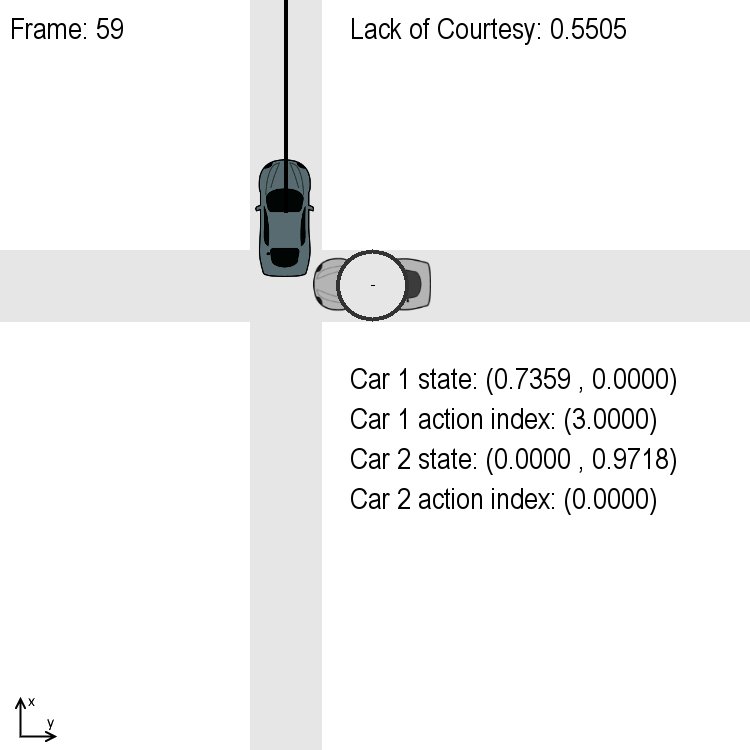 Frame: 59
Lack of Courtesy: 0.5505
Car 1 state: (0.7359 , 0.0000)
Car 1 action index: (3.0000)
Car 2 state: (0.0000 , 0.9718)
Car 2 action index: (0.0000)
x
y